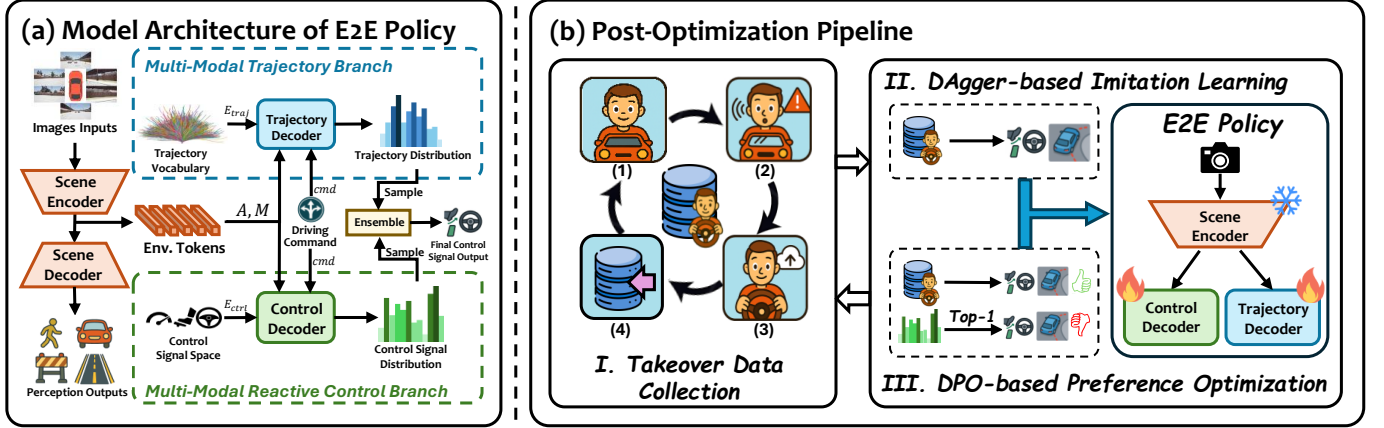 (a) Model Architecture of E2E Policy
Images Inputs
Scene
Encoder
Scene
Decoder
Perception Outputs
Multi-Modal Trajectory Branch
Trajectory
Vocabulary
E_traj
Trajectory
Decoder
Trajectory Distribution
Env. Tokens
A, M
cmd
Driving
Command
cmd
Sample
Ensemble
Sample
Final Control
Signal Output
Control
Signal Space
E_ctrl
Control
Decoder
Control Signal
Distribution
Multi-Modal Reactive Control Branch
(b) Post-Optimization Pipeline
(1)
(2)
(3)
(4)
I. Takeover Data
Collection
II. DAgger-based Imitation Learning
Top-1
E2E Policy
Scene
Encoder
Control
Decoder
Trajectory
Decoder
III. DPO-based Preference Optimization